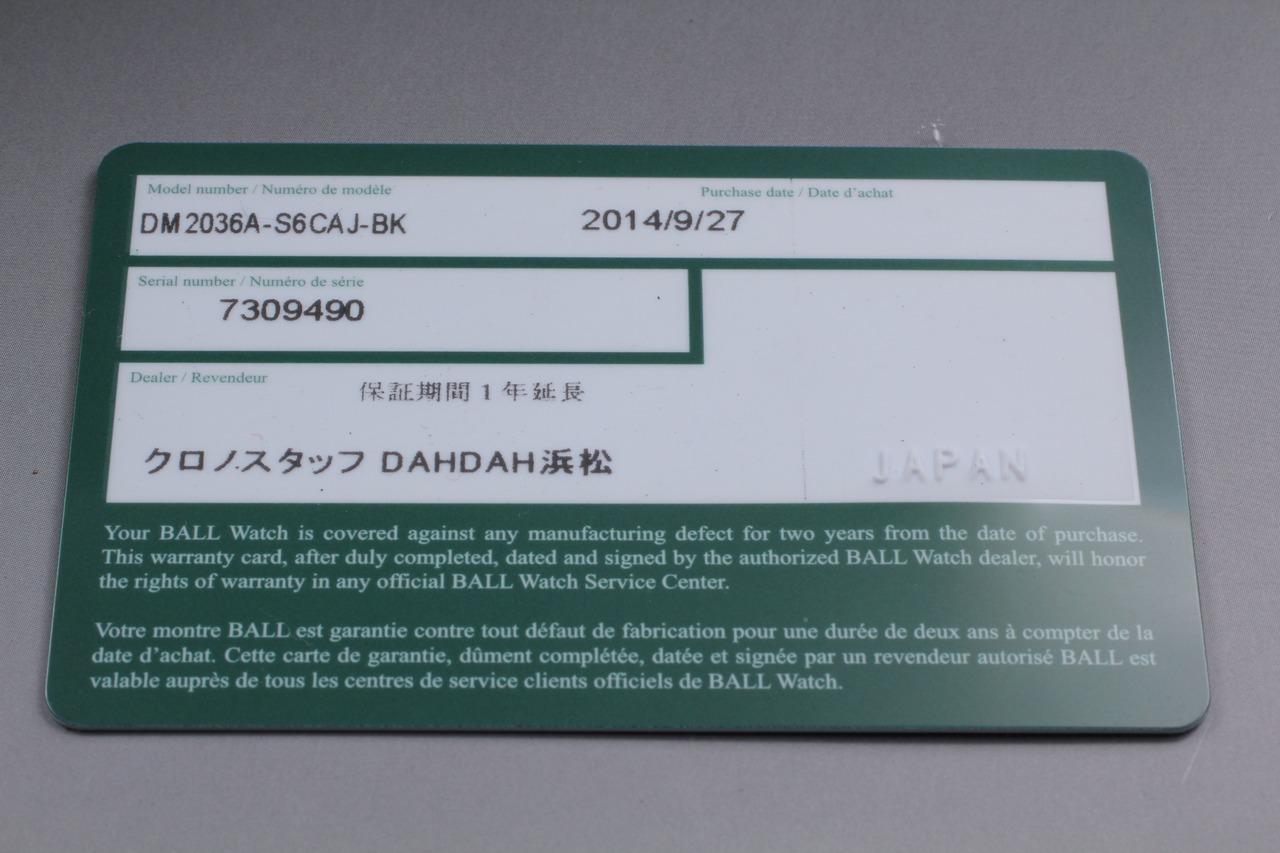 Model number / Numéro de modèle
Purchase date / Date d'achat
DM2036A-S6CAJ-BK
2014/9/27
Serial number / Numéro de série
7309490
Dealer / Revendeur
保証期間1年延長
クロノスタッフ DAHDAH浜松
JAPAN
Your BALL Watch is covered against any manufacturing defect for two years from the date of purchase.
This warranty card, after duly completed, dated and signed by the authorized BALL Watch dealer, will honor
the rights of warranty in any official BALL Watch Service Center.
Votre montre BALL est garantie contre tout défaut de fabrication pour une durée de deux ans à compter de la
date d'achat. Cette carte de garantie, dûment complétée, datée et signée par un revendeur autorisé BALL est
valable auprès de tous les centres de service clients officiels de BALL Watch.